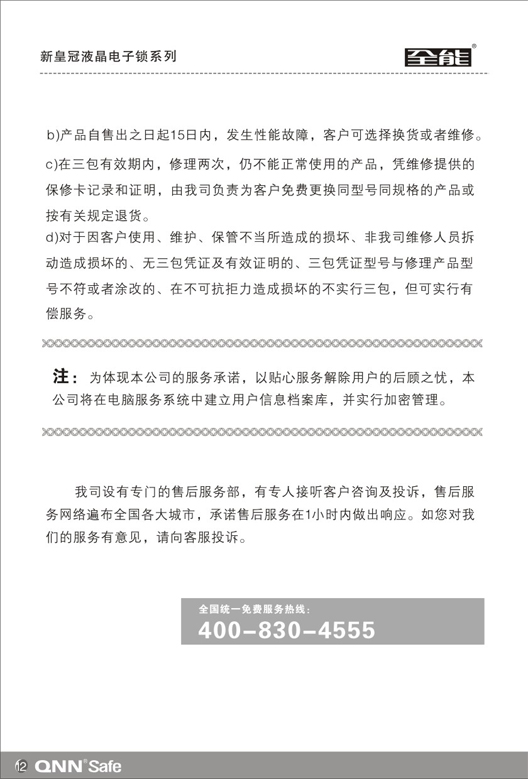 新皇冠液晶电子锁系列
全能®
b)产品自售出之日起15日内，发生性能故障，客户可选择换货或者维修。
c)在三包有效期内，修理两次，仍不能正常使用的产品，凭维修提供的
保修卡记录和证明，由我司负责为客户免费更换同型号同规格的产品或
按有关规定退货。
d)对于因客户使用、维护、保管不当所造成的损坏、非我司维修人员拆
动造成损坏的、无三包凭证及有效证明的、三包凭证型号与修理产品型
号不符或者涂改的、在不可抗拒力造成损坏的不实行三包，但可实行有
偿服务。
注：为体现本公司的服务承诺，以贴心服务解除用户的后顾之忧，本
公司将在电脑服务系统中建立用户信息档案库，并实行加密管理。
我司设有专门的售后服务部，有专人接听客户咨询及投诉，售后服
务网络遍布全国各大城市，承诺售后服务在1小时内做出响应。如您对我
们的服务有意见，请向客服投诉。
全国统一免费服务热线：
400-830-4555
12 QNN® Safe